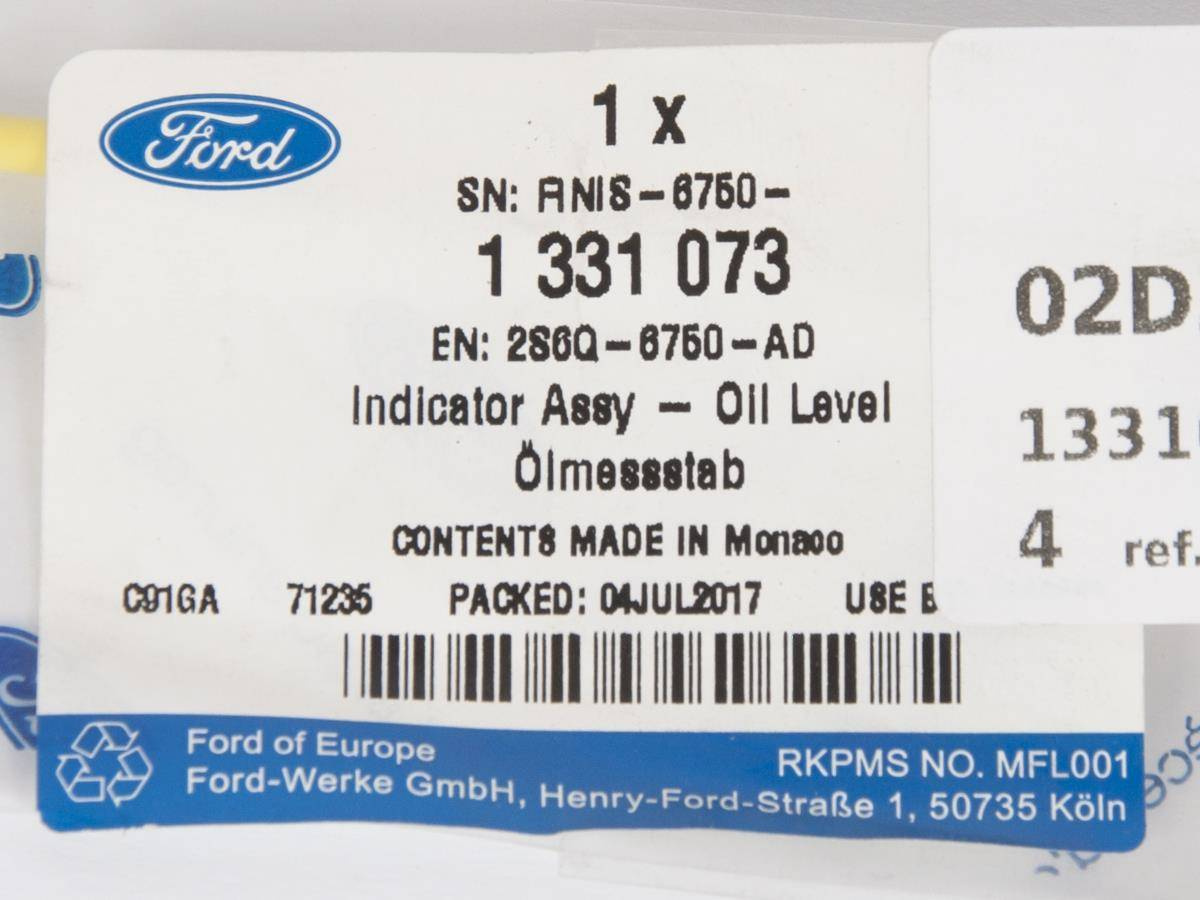 Ford
1 x
SN: ANIS-6750-
1 331 073
EN: 2S6Q-6750-AD
Indicator Assy - Oil Level
Ölmessstab
CONTENTS MADE IN Monaco
C91GA 71235 PACKED: 04JUL2017 USE B
Ford of Europe
Ford-Werke GmbH, Henry-Ford-Straße 1, 50735 Köln
RKPMS NO. MFL001
02D
1331
4 ref.